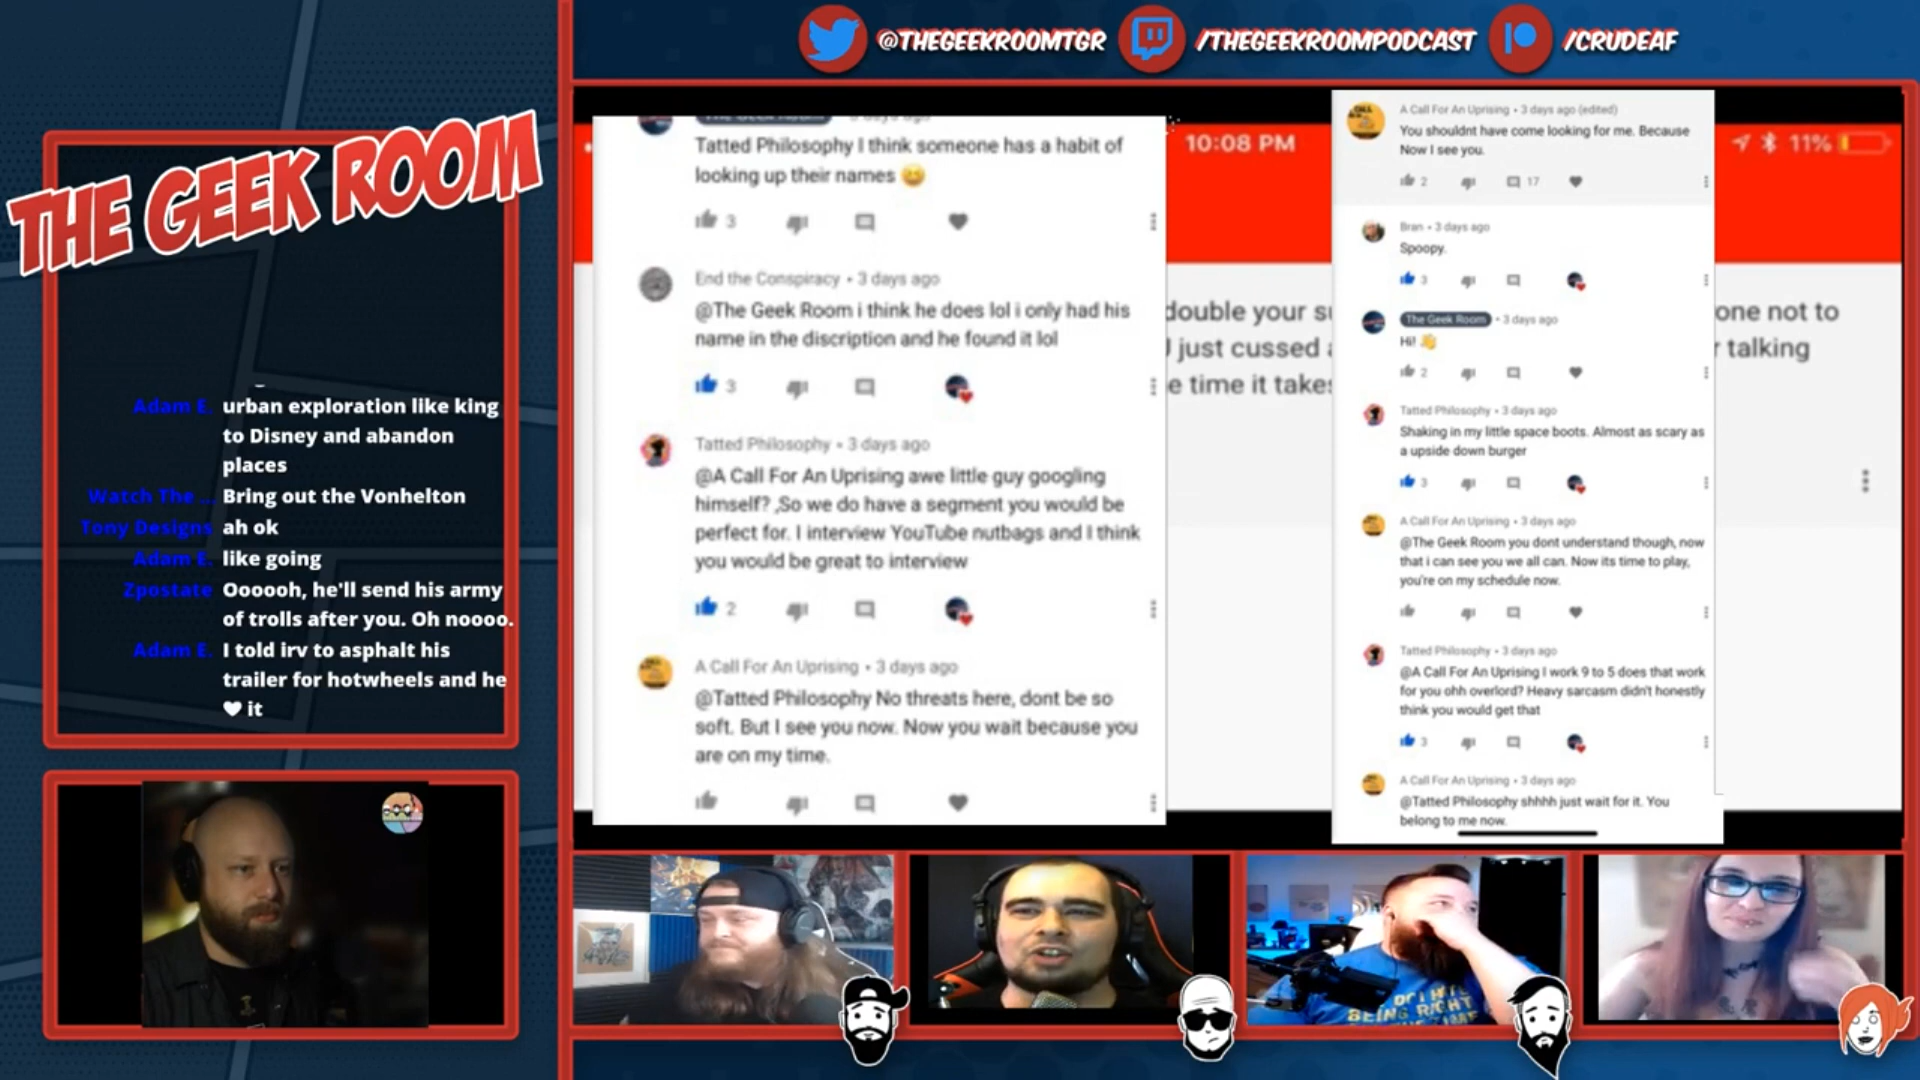 @THEGEEKROOMTGR
/THEGEEKROOMPODCAST
/CRUDEAF
THE GEEK ROOM
Adam E. urban exploration like king
to Disney and abandon
places
Watch The ... Bring out the Vonhelton
Tony Designs ah ok
Adam E. like going
Zpostate Oooooh, he'll send his army
of trolls after you. Oh noooo.
Adam E. I told irv to asphalt his
trailer for hotwheels and he
♥ it
Tatted Philosophy I think someone has a habit of
looking up their names 😄
3
End the Conspiracy • 3 days ago
@The Geek Room i think he does lol i only had his
name in the discription and he found it lol
3
Tatted Philosophy • 3 days ago
@A Call For An Uprising awe little guy googling
himself? ,So we do have a segment you would be
perfect for. I interview YouTube nutbags and I think
you would be great to interview
2
A Call For An Uprising • 3 days ago
@Tatted Philosophy No threats here, dont be so
soft. But I see you now. Now you wait because you
are on my time.
10:08 PM
11%
double your
just cussed
time it takes
one not to
talking
A Call For An Uprising • 3 days ago (edited)
You shouldnt have come looking for me. Because
Now I see you.
2 17
Bran • 3 days ago
Spoopy.
3
The Geek Room • 3 days ago
Hi! 👋
2
Tatted Philosophy • 3 days ago
Shaking in my little space boots. Almost as scary as
a upside down burger
3
A Call For An Uprising • 3 days ago
@The Geek Room you dont understand though, now
that i can see you we all can. Now its time to play,
you're on my schedule now.
Tatted Philosophy • 3 days ago
@A Call For An Uprising I work 9 to 5 does that work
for you ohh overlord? Heavy sarcasm didn't honestly
think you would get that
3
A Call For An Uprising • 3 days ago
@Tatted Philosophy shhhh just wait for it. You
belong to me now.
BEING RIGHT